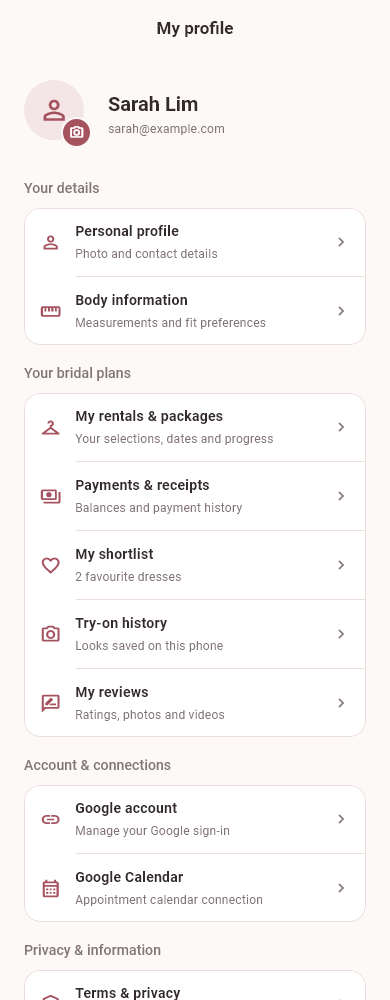 My profile
Sarah Lim
sarah@example.com
Your details
Personal profile
Photo and contact details
Body information
Measurements and fit preferences
Your bridal plans
My rentals & packages
Your selections, dates and progress
Payments & receipts
Balances and payment history
My shortlist
2 favourite dresses
Try-on history
Looks saved on this phone
My reviews
Ratings, photos and videos
Account & connections
Google account
Manage your Google sign-in
Google Calendar
Appointment calendar connection
Privacy & information
Terms & privacy